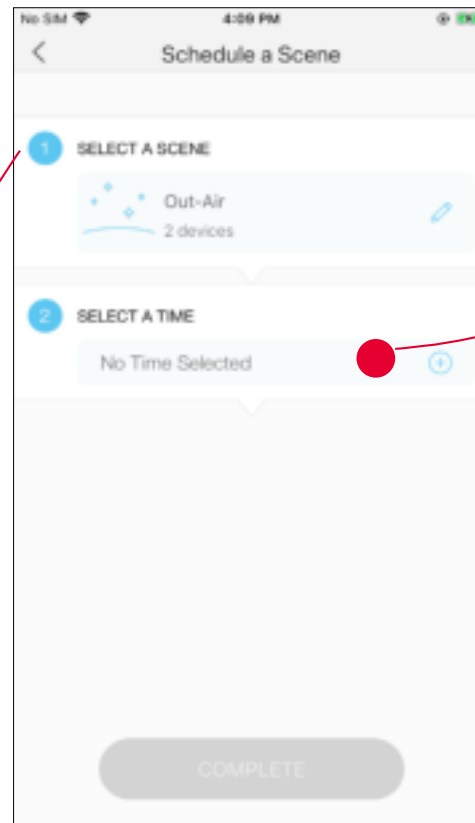 No SIM 4:09 PM
Schedule a Scene
1 SELECT A SCENE
Out-Air
2 devices
2 SELECT A TIME
No Time Selected
COMPLETE